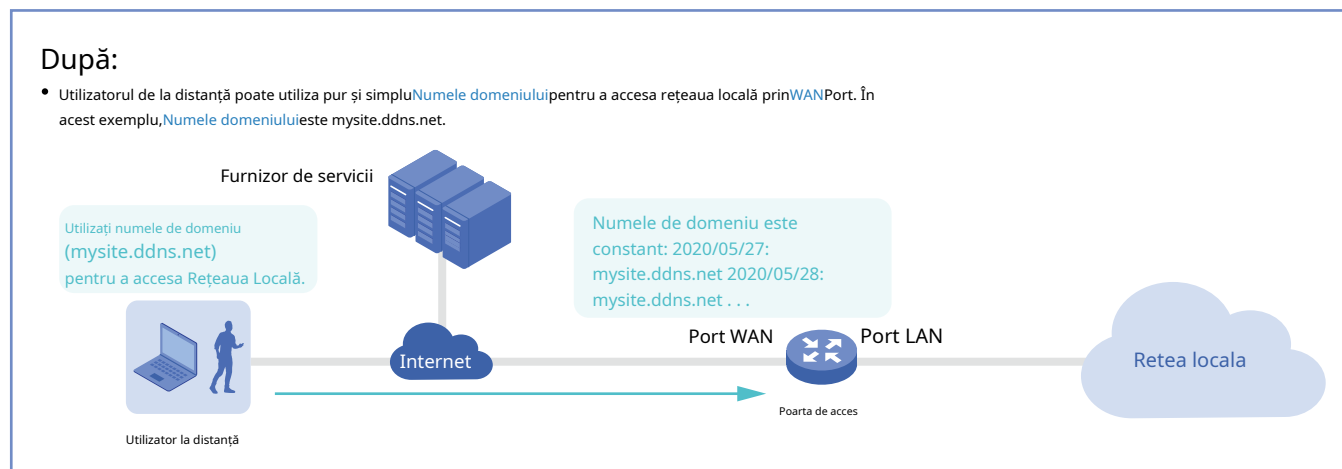 După:
• Utilizatorul de la distanță poate utiliza pur și simpluNumele domeniuluipentru a accesa rețeaua locală prinWANPort. În
acest exemplu,Numele domeniuluieste mysite.ddns.net.
Furnizor de servicii
Utilizați numele de domeniu
(mysite.ddns.net)
pentru a accesa Rețeaua Locală.
Numele de domeniu este
constant: 2020/05/27:
mysite.ddns.net 2020/05/28:
mysite.ddns.net . . .
Port WAN
Port LAN
Internet
Retea locala
Poarta de acces
Utilizator la distanță